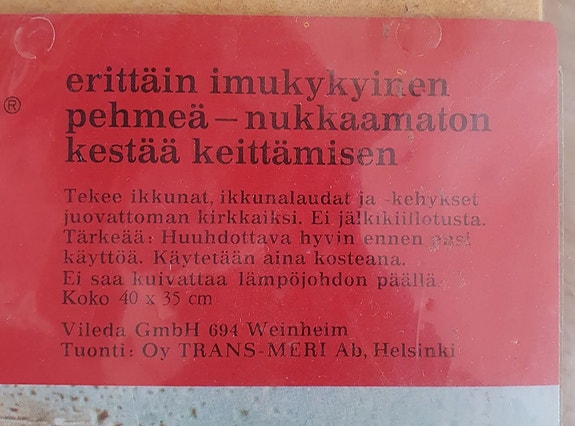 erittäin imukykyinen
® pehmeä – nukkaamaton
kestää keittämisen
Tekee ikkunat, ikkunalaudat ja -kehykset
juovattoman kirkkaiksi. Ei jälkikiillotusta.
Tärkeää: Huuhdottava hyvin ennen
käyttöä. Käytetään aina kosteana.
Ei saa kuivattaa lämpöjohdon päällä.
Koko 40 x 35 cm
Vileda GmbH 694 Weinheim
Tuonti: Oy TRANS-MERI Ab, Helsinki